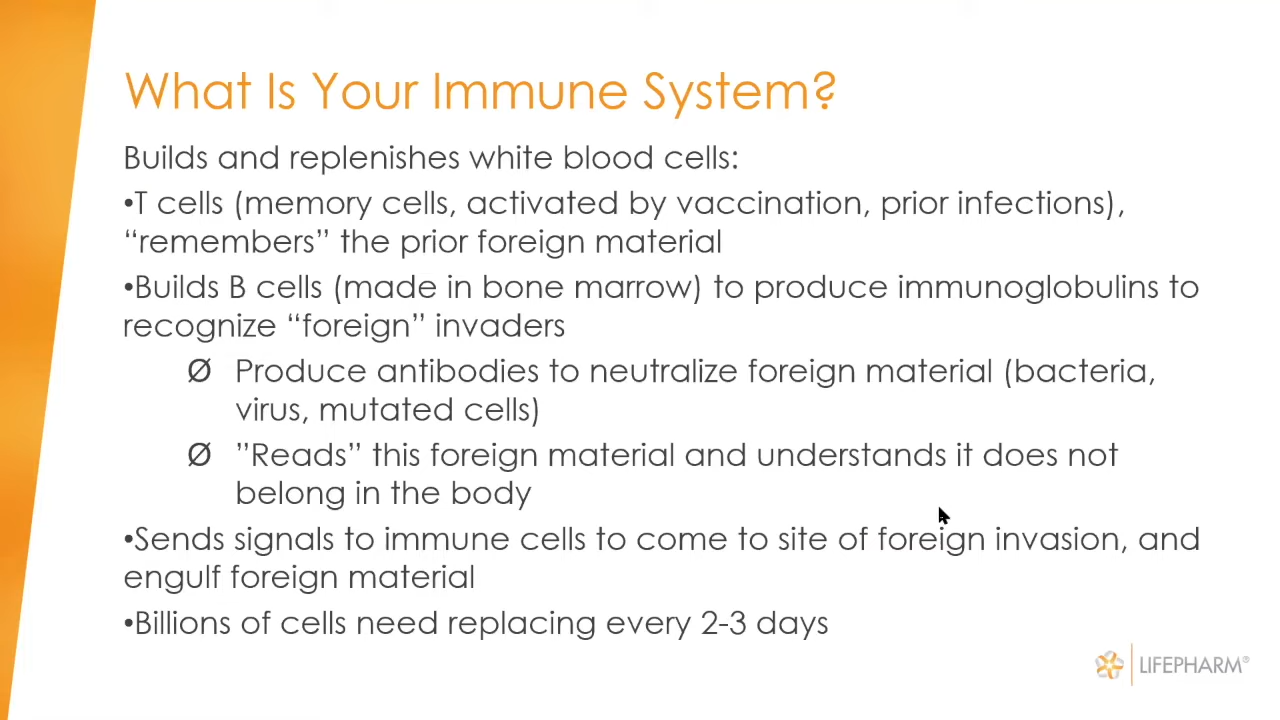 What Is Your Immune System?
Builds and replenishes white blood cells:
•T cells (memory cells, activated by vaccination, prior infections),
“remembers” the prior foreign material
•Builds B cells (made in bone marrow) to produce immunoglobulins to
recognize “foreign” invaders
Ø Produce antibodies to neutralize foreign material (bacteria,
virus, mutated cells)
Ø ”Reads” this foreign material and understands it does not
belong in the body
•Sends signals to immune cells to come to site of foreign invasion, and
engulf foreign material
•Billions of cells need replacing every 2-3 days
LIFEPHARM®